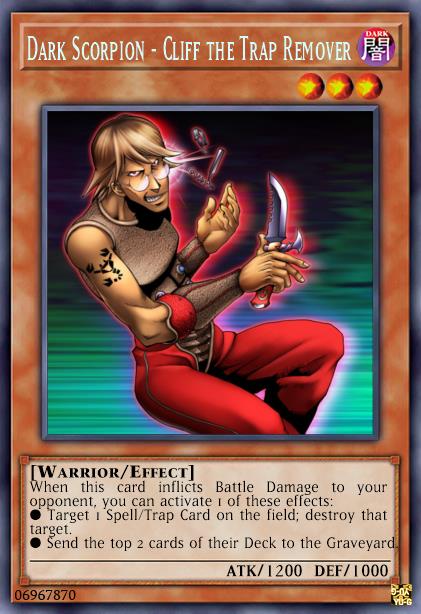 Dark Scorpion - Cliff the Trap Remover
DARK
闇
[Warrior/Effect]
When this card inflicts Battle Damage to your
opponent, you can activate 1 of these effects:
● Target 1 Spell/Trap Card on the field; destroy that
target.
● Send the top 2 cards of their Deck to the Graveyard.
ATK/1200 DEF/1000
06967870